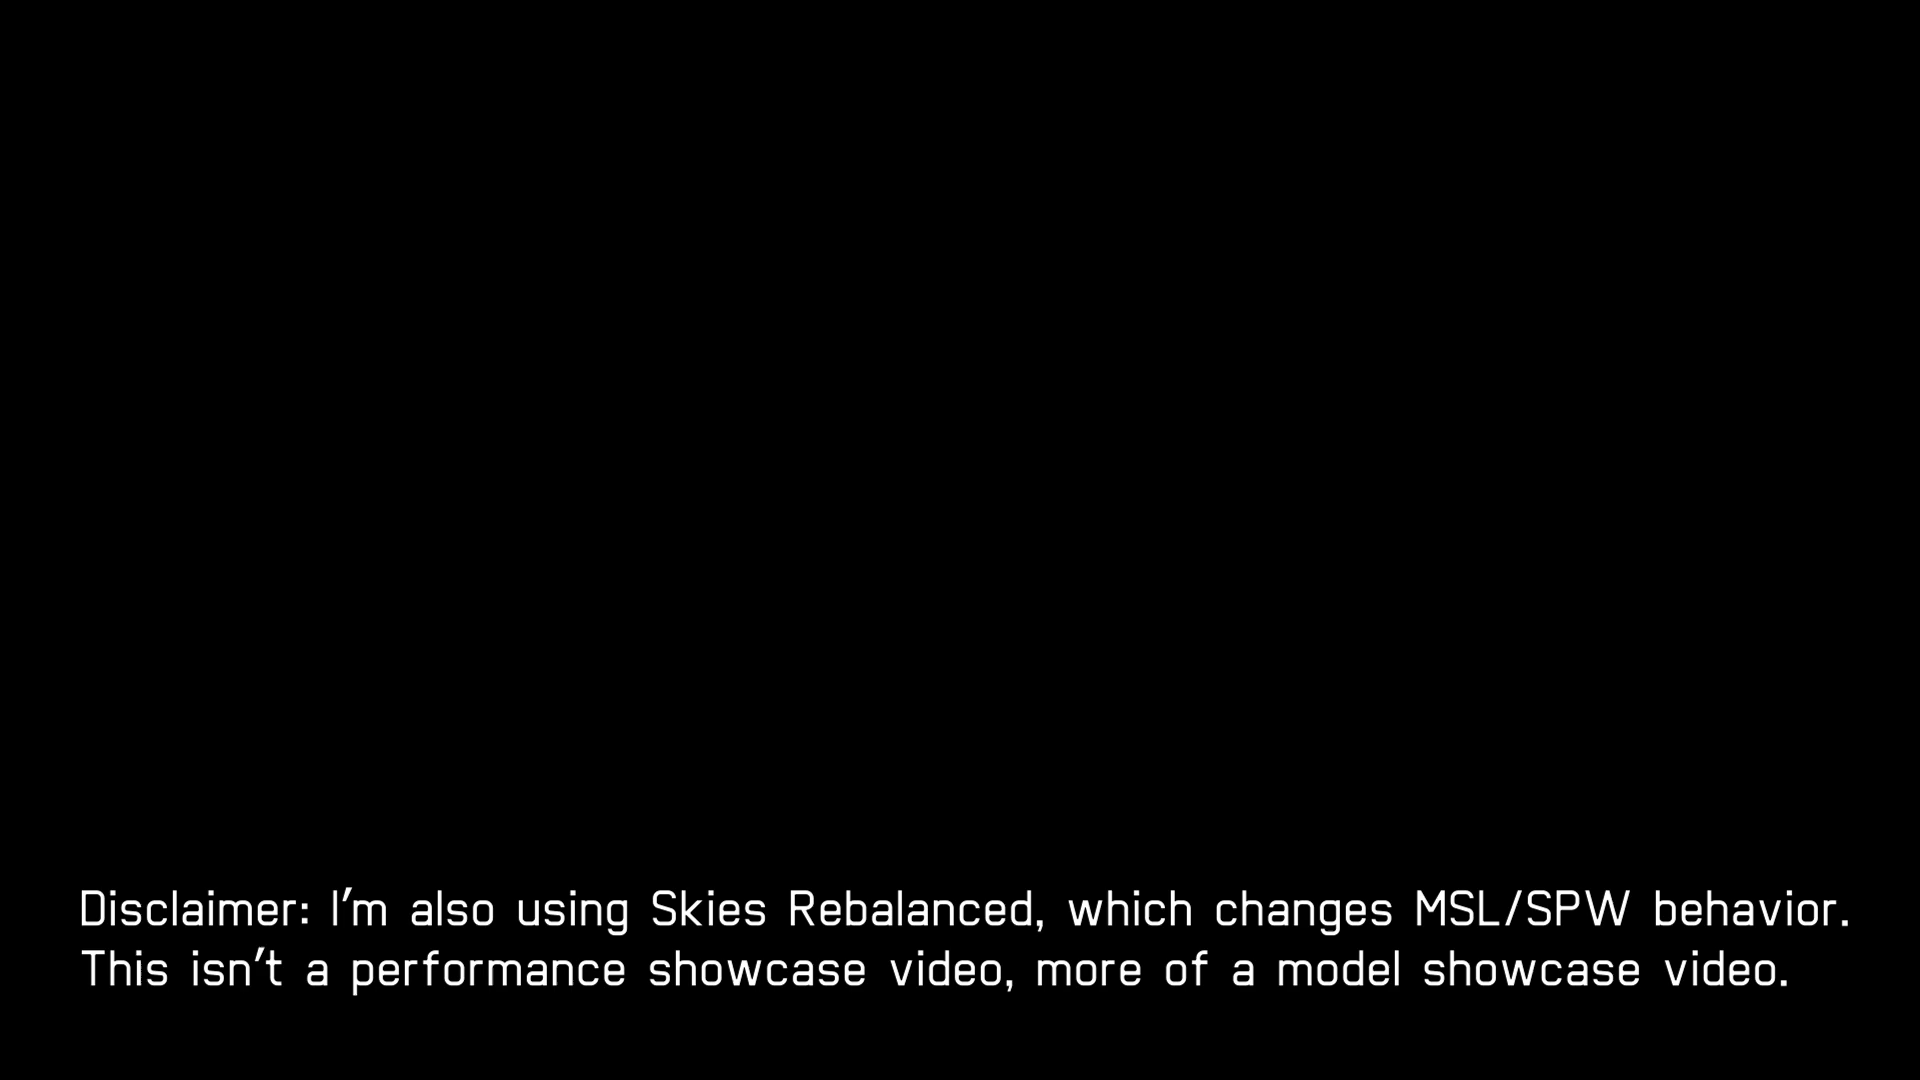 Disclaimer: I'm also using Skies Rebalanced, which changes MSL/SPW behavior.
This isn't a performance showcase video, more of a model showcase video.